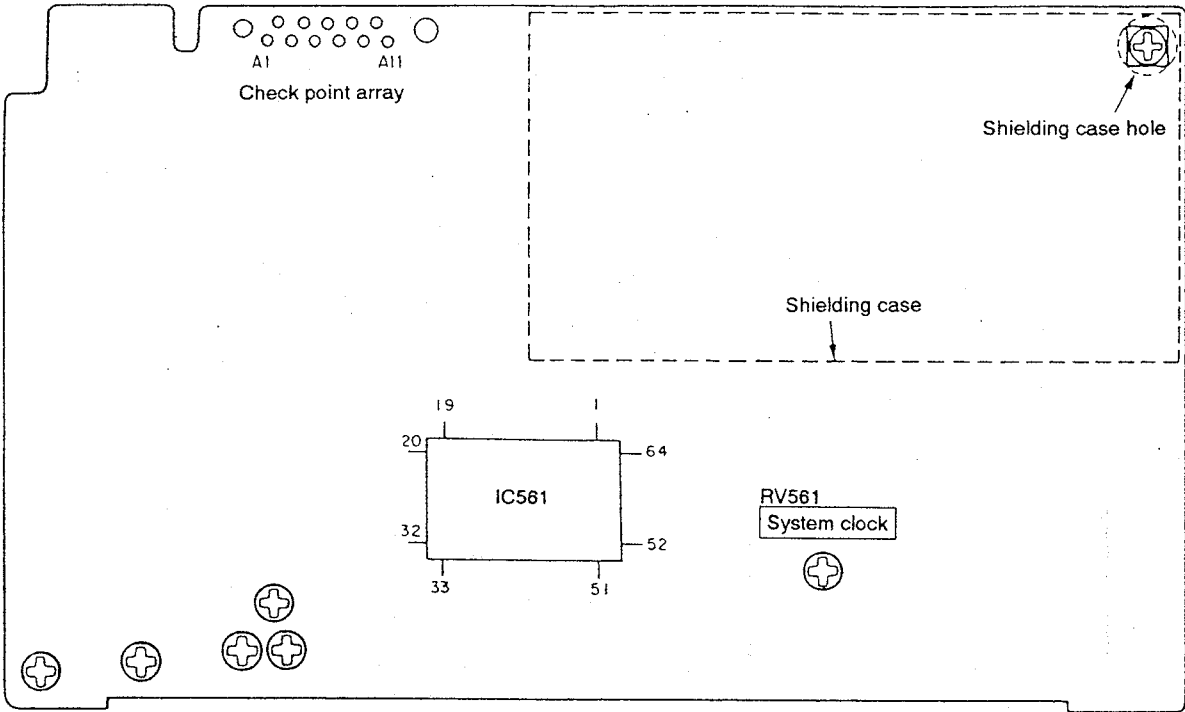 A1 A11
Check point array
Shielding case hole
Shielding case
19 1
20 64
IC561
32 52
33 51
RV561
System clock